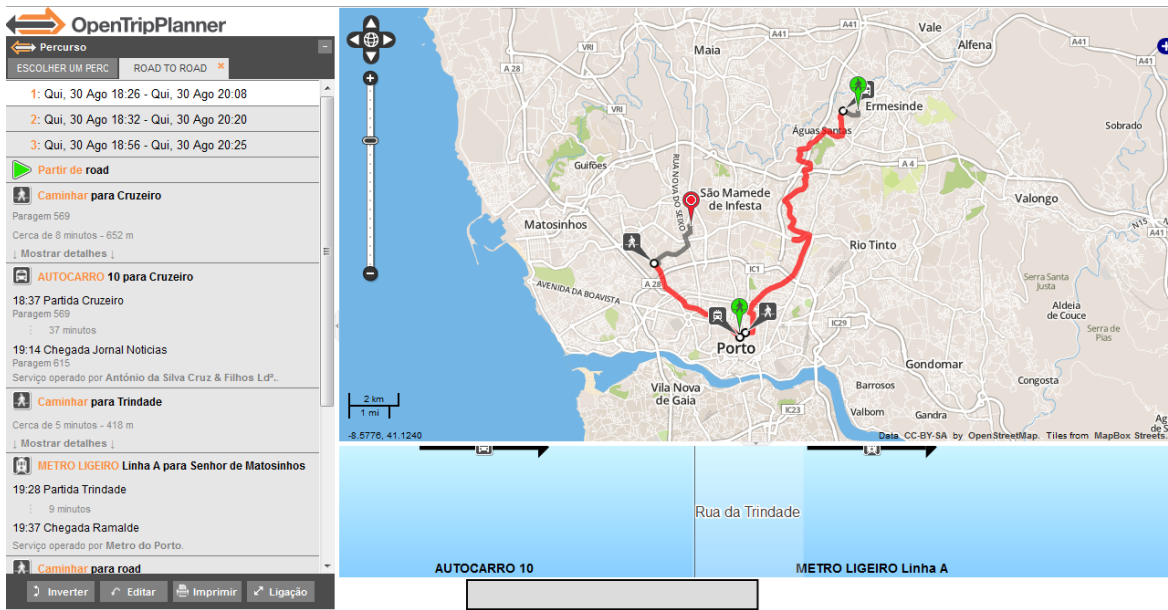 OpenTripPlanner
Percurso
ESCOLHER UM PERC
ROAD TO ROAD
1: Qui, 30 Ago 18:26 - Qui, 30 Ago 20:08
2: Qui, 30 Ago 18:32 - Qui, 30 Ago 20:20
3: Qui, 30 Ago 18:56 - Qui, 30 Ago 20:25
Partir de road
Caminhar para Cruzeiro
Paragem 569
Cerca de 8 minutos - 652 m
↓ Mostrar detalhes ↓
AUTOCARRO 10 para Cruzeiro
18:37 Partida Cruzeiro
Paragem 569
37 minutos
19:14 Chegada Jornal Noticias
Paragem 615
Serviço operado por António da Silva Cruz & Filhos Ldª..
Caminhar para Trindade
Cerca de 5 minutos - 418 m
↓ Mostrar detalhes ↓
METRO LIGEIRO Linha A para Senhor de Matosinhos
19:28 Partida Trindade
9 minutos
19:37 Chegada Ramalde
Serviço operado por Metro do Porto.
Caminhar para road
Inverter
Editar
Imprimir
Ligação
A41
Vale
VRI
Maia
A41
Alfena
A41
A 28
A41
VRI
Ermesinde
Sobrado
Águas Santas
A 4
Guifões
RUA NOVA DO SEIXO
São Mamede
de Infesta
Valongo
Matosinhos
N15
A41
Rio Tinto
IC1
Serra Santa
Justa
A 28
AVENIDA DA BOAVISTA
Aldeia
de Couce
IC29
Serra de
Pias
Porto
Gondomar
Congosta
Vila Nova
de Gaia
Barrosos
2 km
1 mi
IC23
Valbom
Gandra
Ag
de S
-8.5776, 41.1240
Data CC-BY-SA by OpenStreetMap. Tiles from MapBox Streets.
Rua da Trindade
AUTOCARRO 10
METRO LIGEIRO Linha A